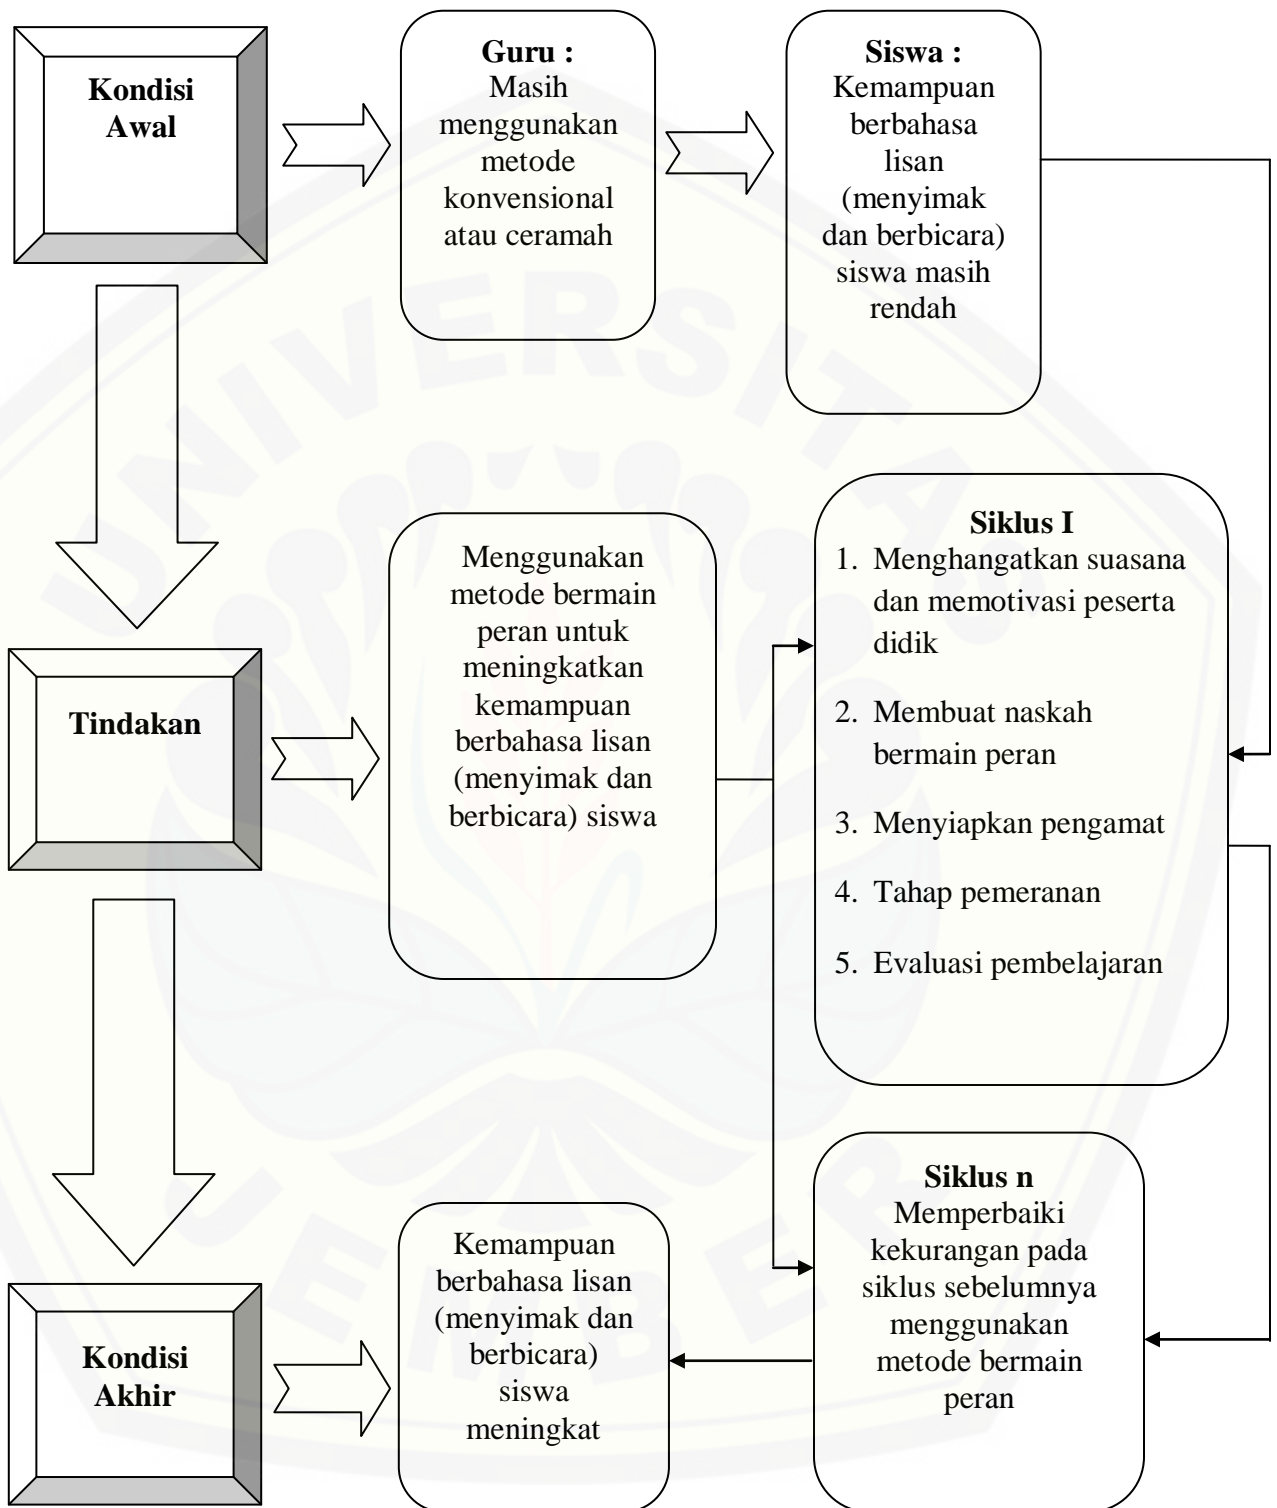 Kondisi
Awal
Guru :
Masih
menggunakan
metode
konvensional
atau ceramah
Siswa :
Kemampuan
berbahasa
lisan
(menyimak
dan berbicara)
siswa masih
rendah
Tindakan
Menggunakan
metode bermain
peran untuk
meningkatkan
kemampuan
berbahasa lisan
(menyimak dan
berbicara) siswa
Siklus I
1. Menghangatkan suasana
dan memotivasi peserta
didik
2. Membuat naskah
bermain peran
3. Menyiapkan pengamat
4. Tahap pemeranan
5. Evaluasi pembelajaran
Kondisi
Akhir
Kemampuan
berbahasa lisan
(menyimak dan
berbicara)
siswa
meningkat
Siklus n
Memperbaiki
kekurangan pada
siklus sebelumnya
menggunakan
metode bermain
peran
UNIVERSITAS
JEMBER